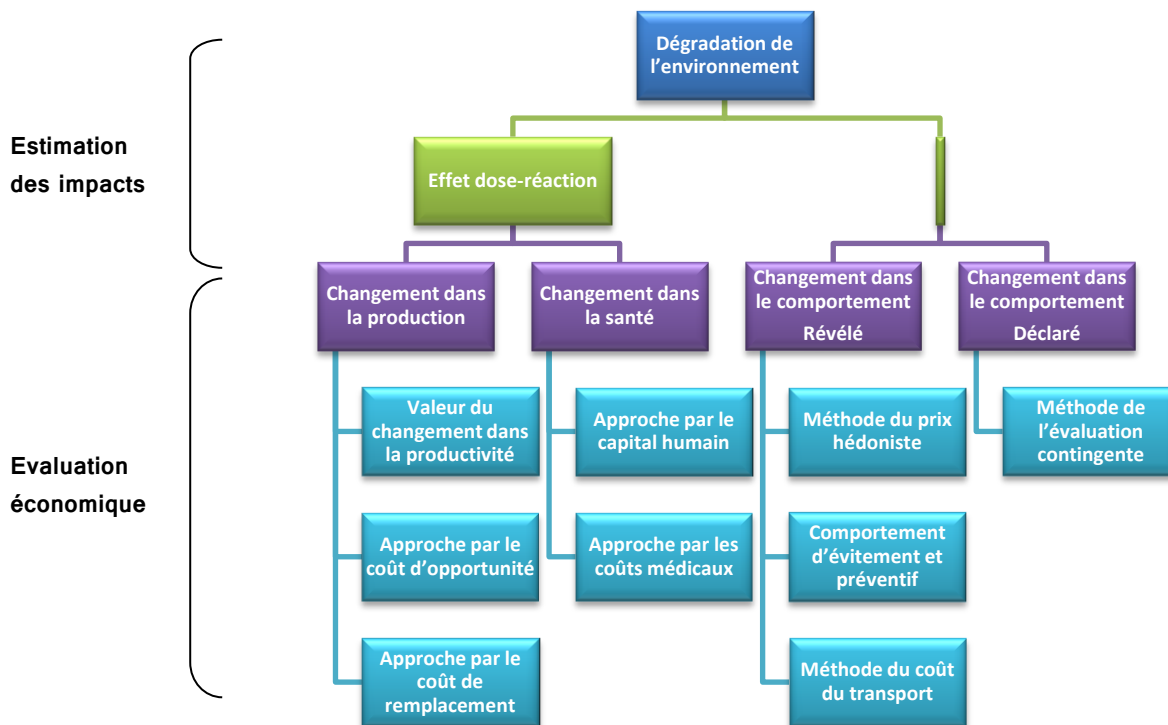 Dégradation de
l'environnement
Estimation
des impacts
Effet dose-réaction
Changement dans
la production
Changement dans
la santé
Changement dans
le comportement
Révélé
Changement dans
le comportement
Déclaré
Evaluation
économique
Valeur du
changement dans
la productivité
Approche par le
capital humain
Méthode du prix
hédoniste
Méthode de
l'évaluation
contingente
Approche par le
coût d'opportunité
Approche par les
coûts médicaux
Comportement
d'évitement et
préventif
Approche par le
coût de
remplacement
Méthode du coût
du transport